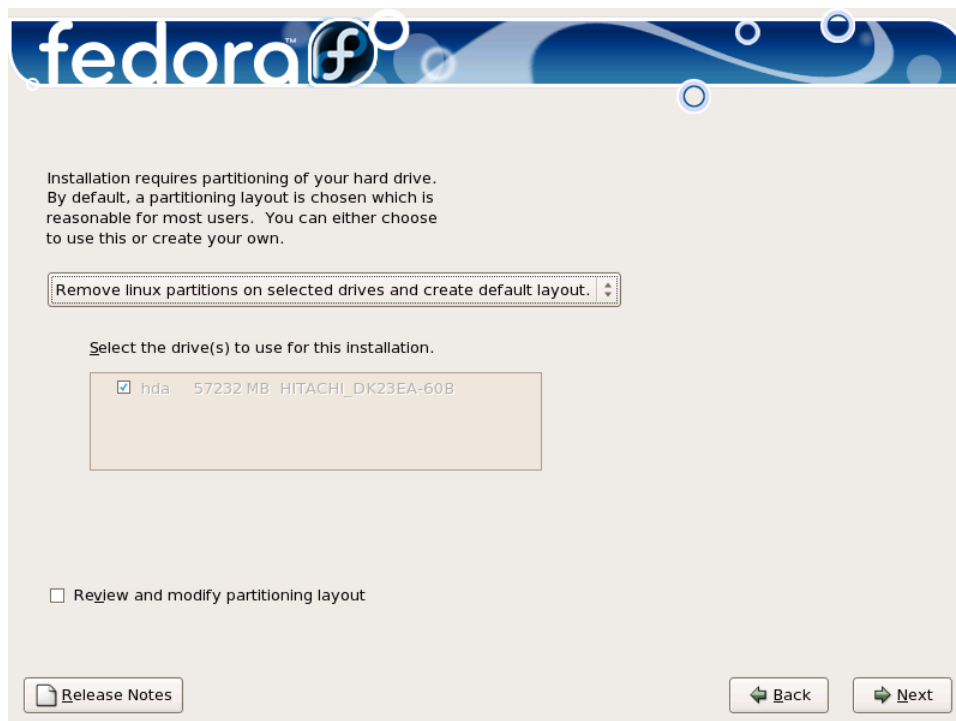 fedora™
Installation requires partitioning of your hard drive.
By default, a partitioning layout is chosen which is
reasonable for most users. You can either choose
to use this or create your own.
Remove linux partitions on selected drives and create default layout.
Select the drive(s) to use for this installation.
hda 57232 MB HITACHI_DK23EA-60B
Review and modify partitioning layout
Release Notes
Back
Next